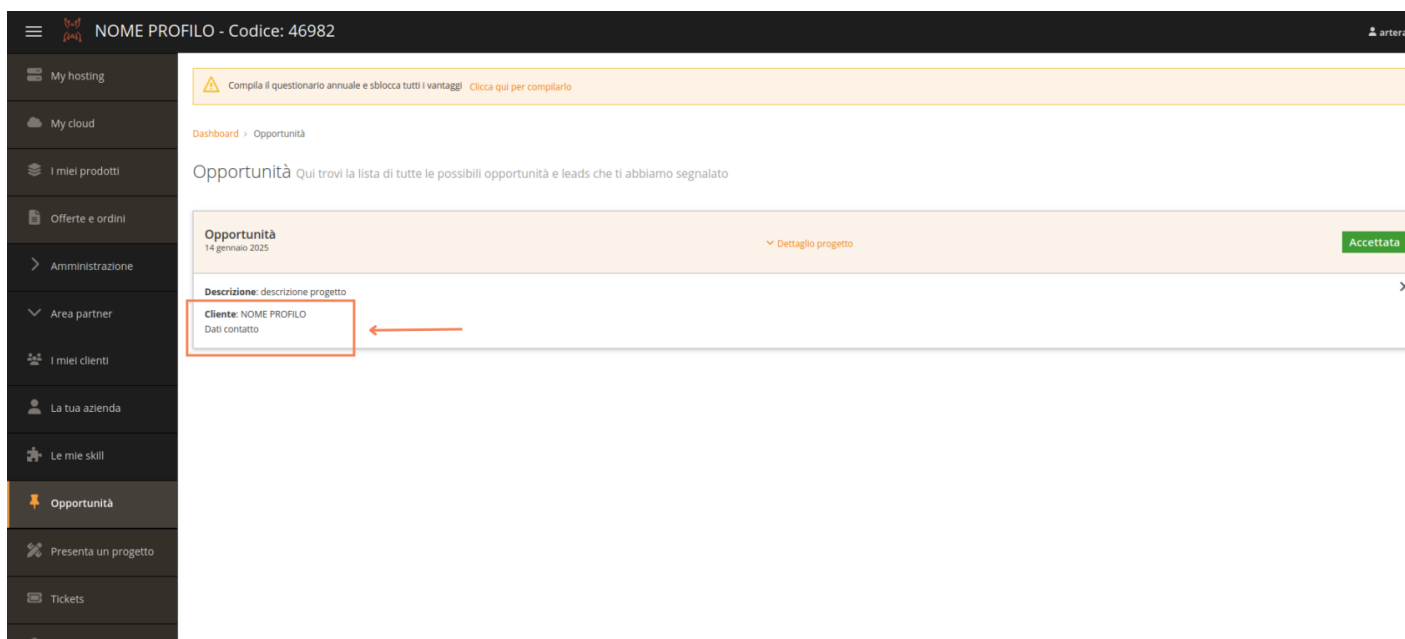 NOME PROFILO - Codice: 46982
artera
My hosting
My cloud
I miei prodotti
Offerte e ordini
Amministrazione
Area partner
I miei clienti
La tua azienda
Le mie skill
Opportunità
Presenta un progetto
Tickets
Compila il questionario annuale e sblocca tutti i vantaggi Clicca qui per compilarlo
Dashboard > Opportunità
Opportunità Qui trovi la lista di tutte le possibili opportunità e leads che ti abbiamo segnalato
Opportunità
14 gennaio 2025
Dettaglio progetto
Accettata
Descrizione: descrizione progetto
Cliente: NOME PROFILO
Dati contatto